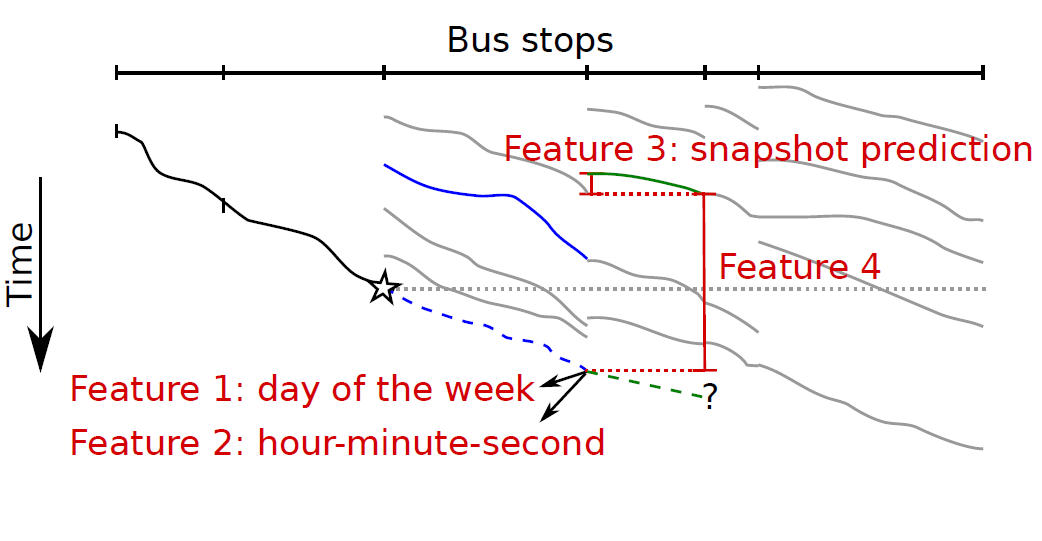 Bus stops
Feature 3: snapshot prediction
Time
Feature 4
Feature 1: day of the week
?
Feature 2: hour-minute-second